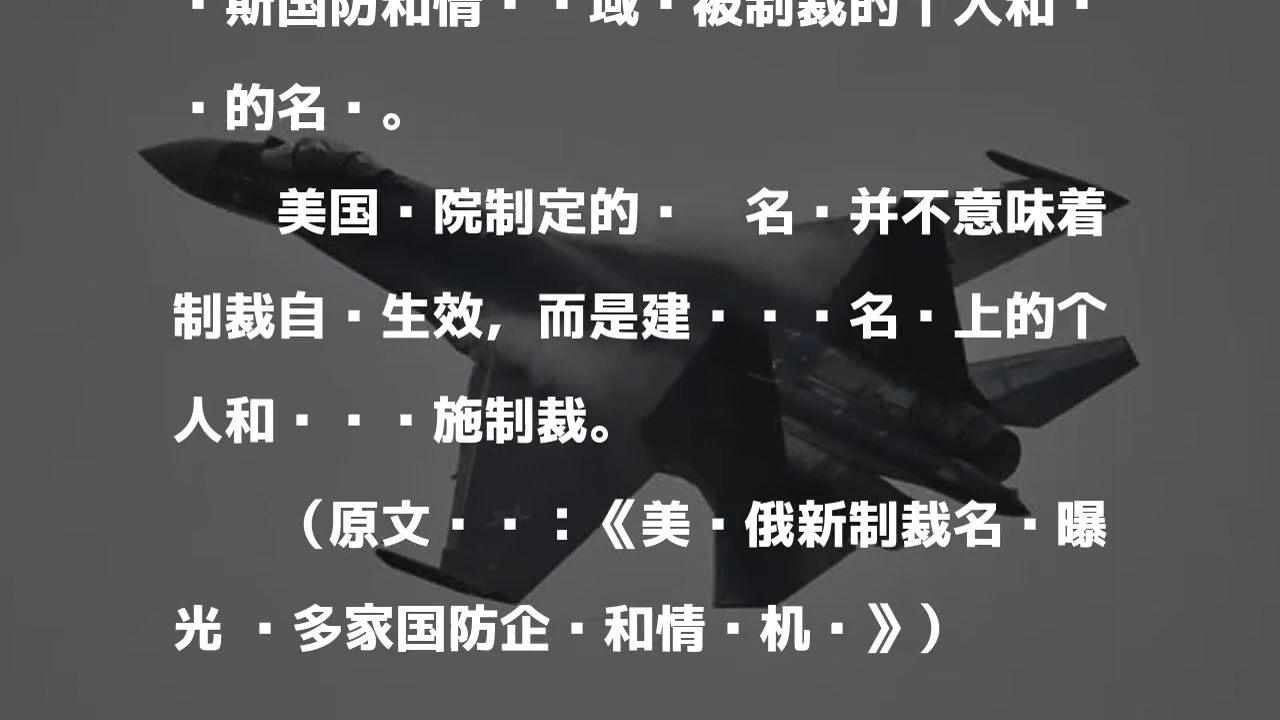 ▪斯国防和情▪▪域▪被制裁的个人和▪
▪的名▪。
美国▪院制定的▪　名▪并不意味着
制裁自▪生效，而是建▪▪▪名▪上的个
人和▪▪▪施制裁。
（原文▪▪：《美▪俄新制裁名▪曝
光 ▪多家国防企▪和情▪机▪》）